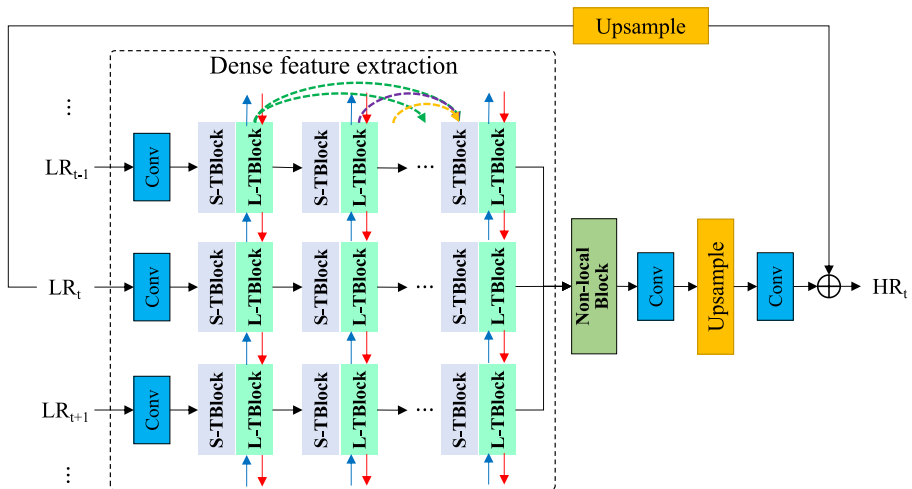 Upsample
Dense feature extraction
⋮
LRt-1
Conv
S-TBlock
L-TBlock
S-TBlock
L-TBlock
...
S-TBlock
L-TBlock
LRt
Conv
S-TBlock
L-TBlock
S-TBlock
L-TBlock
...
S-TBlock
L-TBlock
Non-local
Block
Conv
Upsample
Conv
HRt
LRt+1
Conv
S-TBlock
L-TBlock
S-TBlock
L-TBlock
...
S-TBlock
L-TBlock
⋮